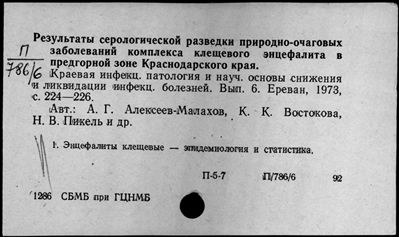 Результаты серологической разведки природно-очаговых
заболеваний комплекса клещевого энцефалита в
предгорной зоне Краснодарского края.
П
786/6
Краевая инфекц. патология и науч. основы снижения
и ликвидации инфекц. болезней. Вып. 6. Ереван, 1973,
с. 224—226.
Авт.: А. Г. Алексеев-Малахов, К. К. Востокова,
Н. В. Пикель и др.
1. Энцефалиты клещевые — эпидемиология и статистика.
П-5-7 П/786/6 92
1286 СБМБ при ГЦНМБ